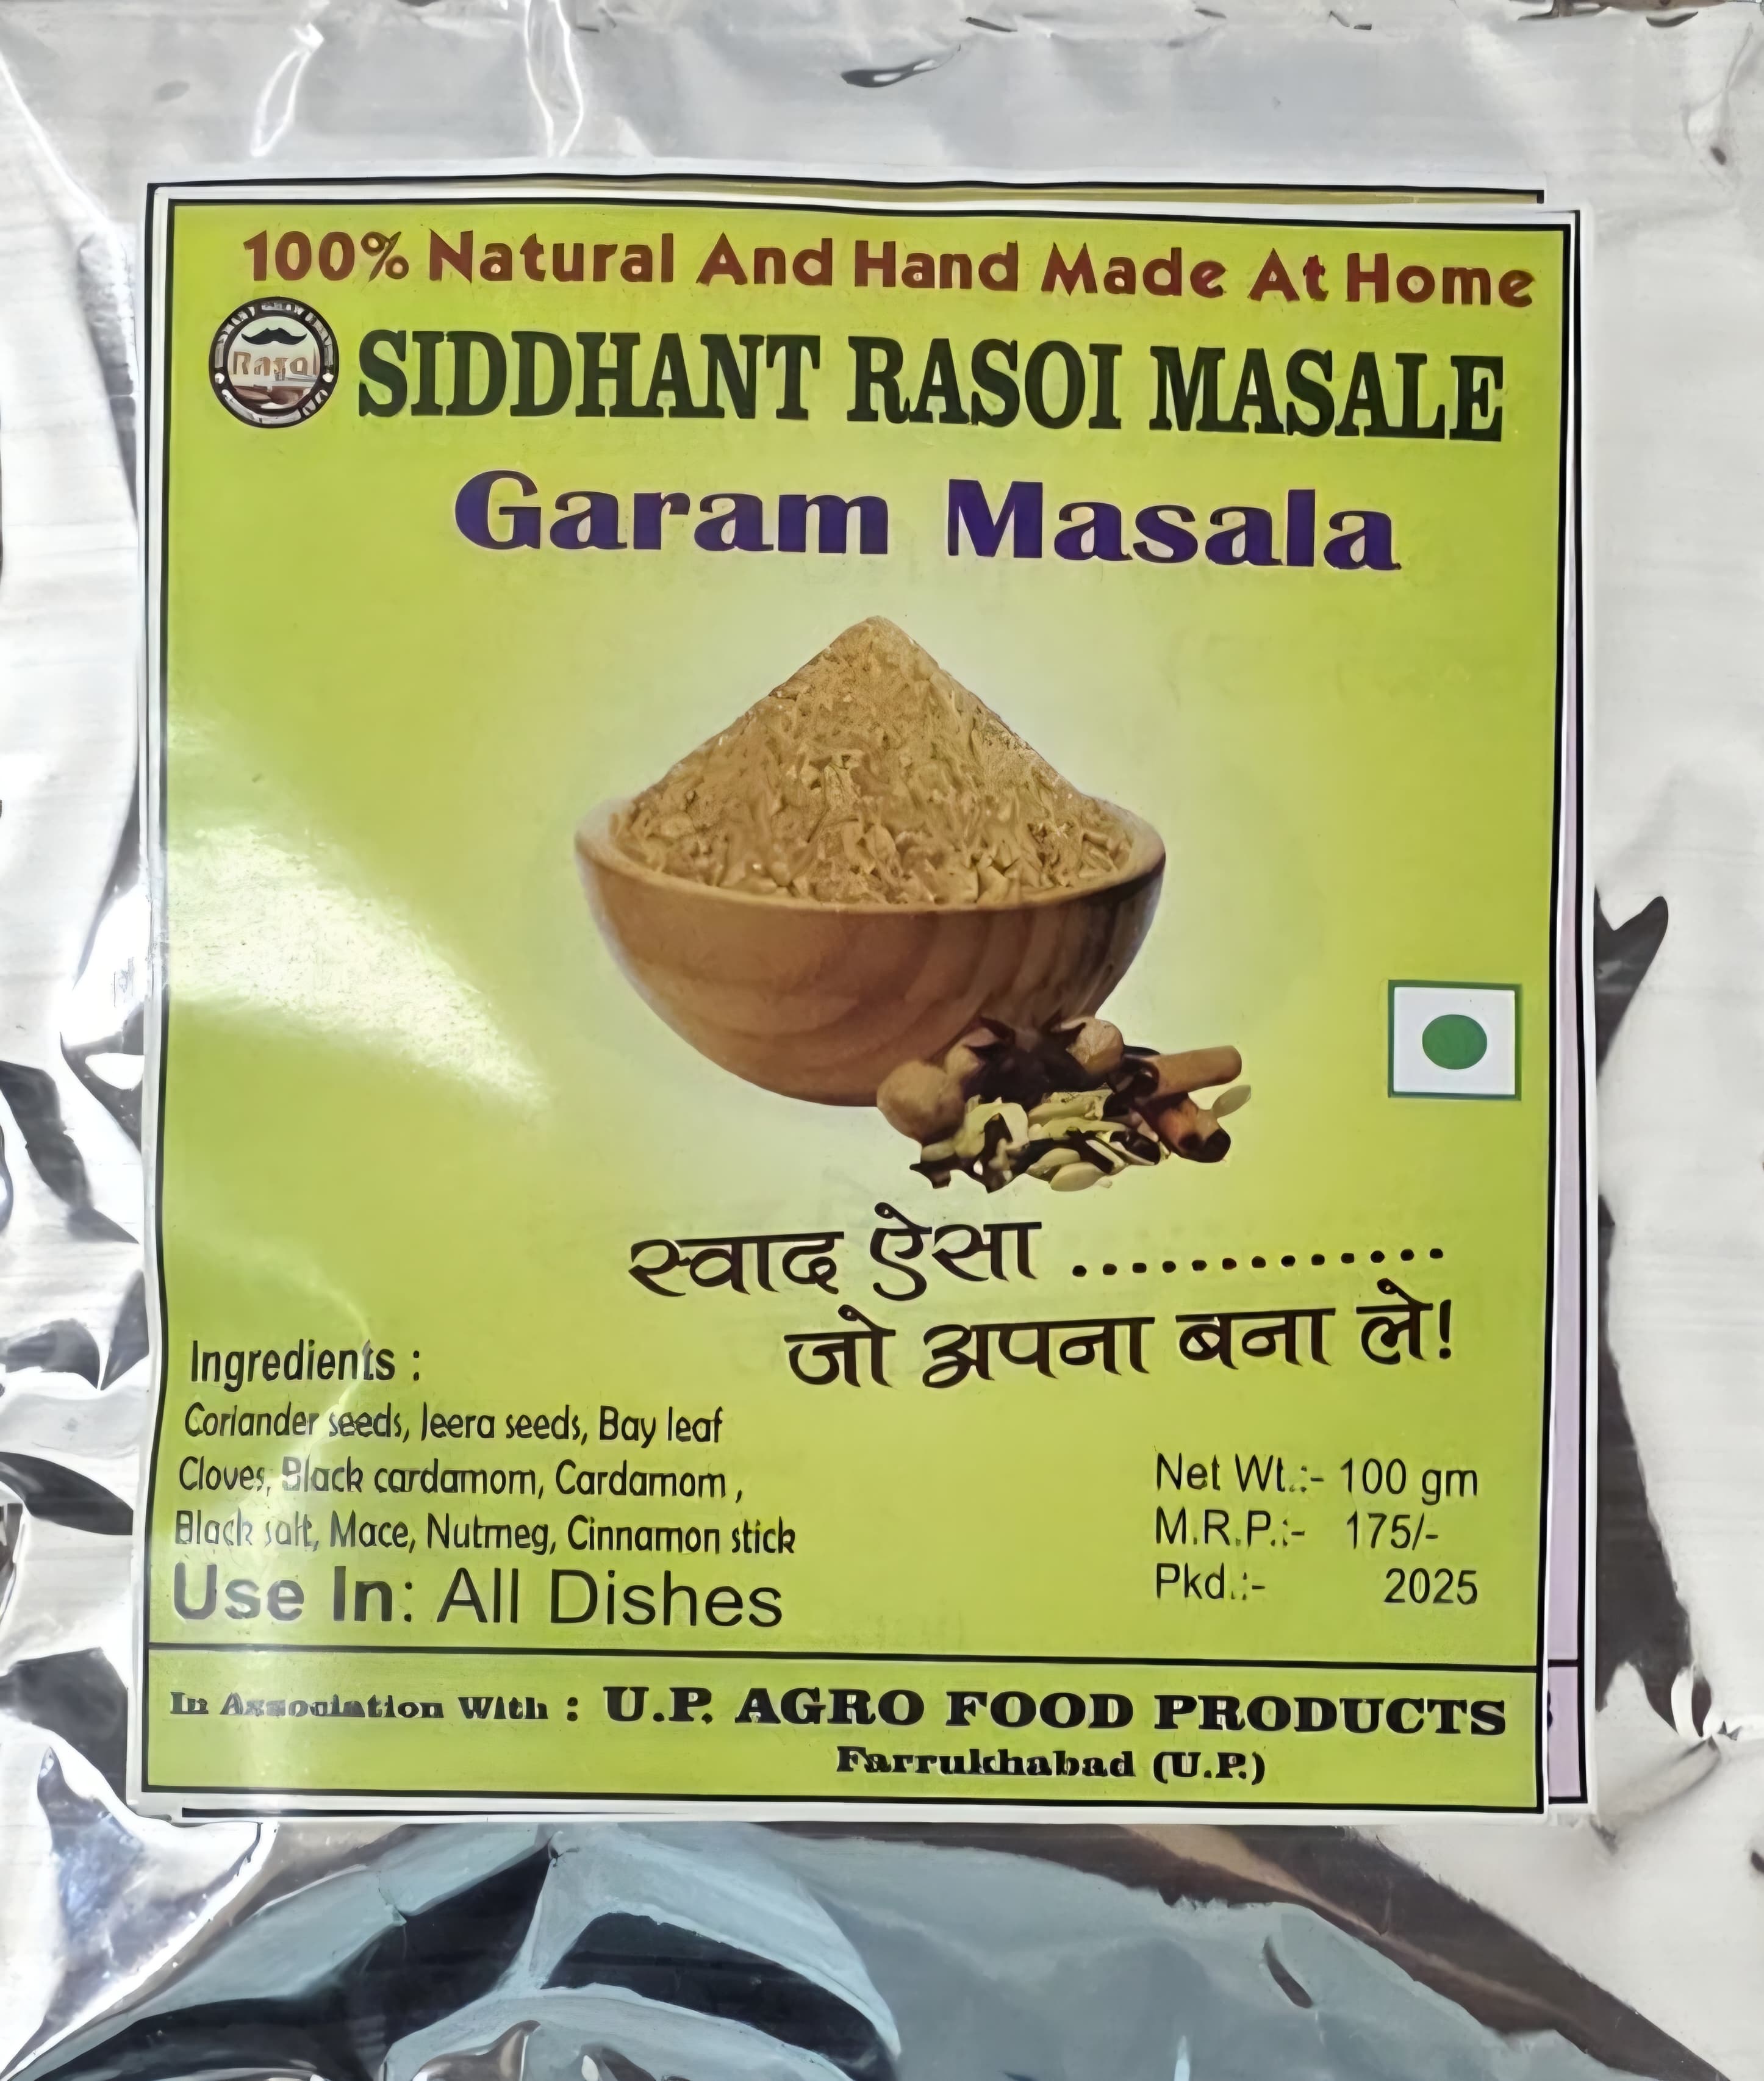 100% Natural And Hand Made At Home
Rasoi
SIDDHANT RASOI MASALE
Garam Masala
स्वाद ऐसा .............
जो अपना बना ले!
Ingredients :
Coriander seeds, Jeera seeds, Bay leaf
Cloves, Black cardamom, Cardamom ,
Black salt, Mace, Nutmeg, Cinnamon stick
Use In: All Dishes
Net Wt.:- 100 gm
M.R.P.:- 175/-
Pkd.:- 2025
In Association With : U.P. AGRO FOOD PRODUCTS
Farrukhabad (U.P.)